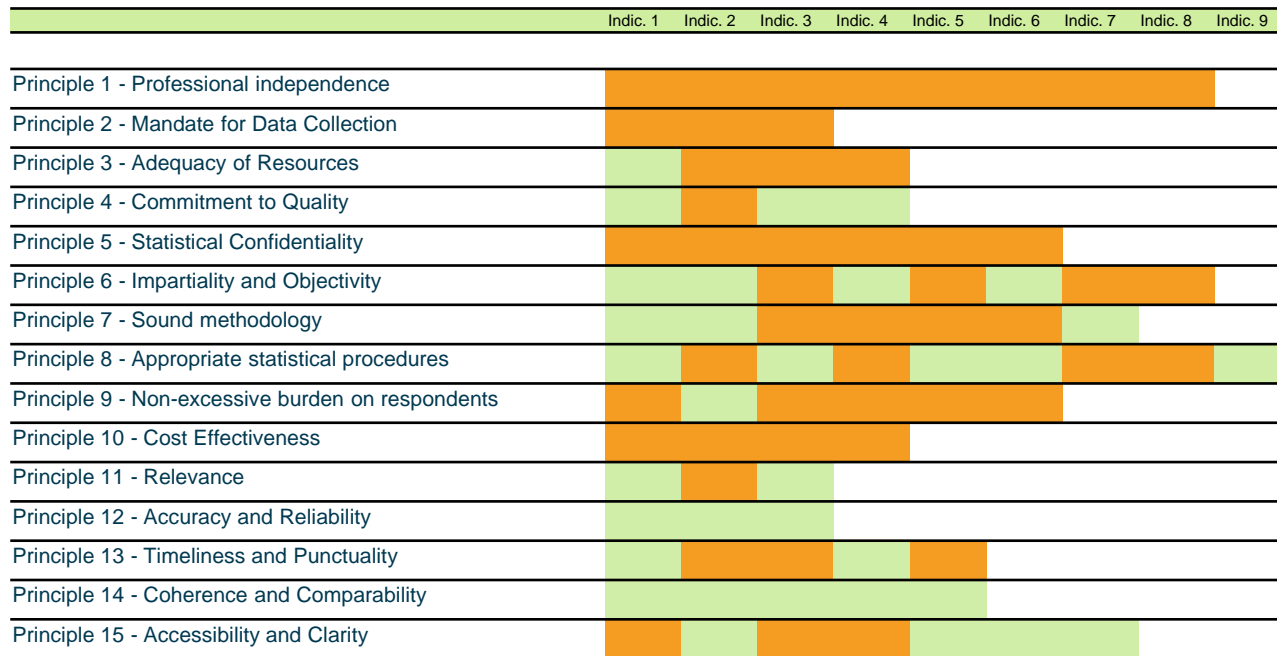 Indic. 1 Indic. 2 Indic. 3 Indic. 4 Indic. 5 Indic. 6 Indic. 7 Indic. 8 Indic. 9
Principle 1 - Professional independence
Principle 2 - Mandate for Data Collection
Principle 3 - Adequacy of Resources
Principle 4 - Commitment to Quality
Principle 5 - Statistical Confidentiality
Principle 6 - Impartiality and Objectivity
Principle 7 - Sound methodology
Principle 8 - Appropriate statistical procedures
Principle 9 - Non-excessive burden on respondents
Principle 10 - Cost Effectiveness
Principle 11 - Relevance
Principle 12 - Accuracy and Reliability
Principle 13 - Timeliness and Punctuality
Principle 14 - Coherence and Comparability
Principle 15 - Accessibility and Clarity